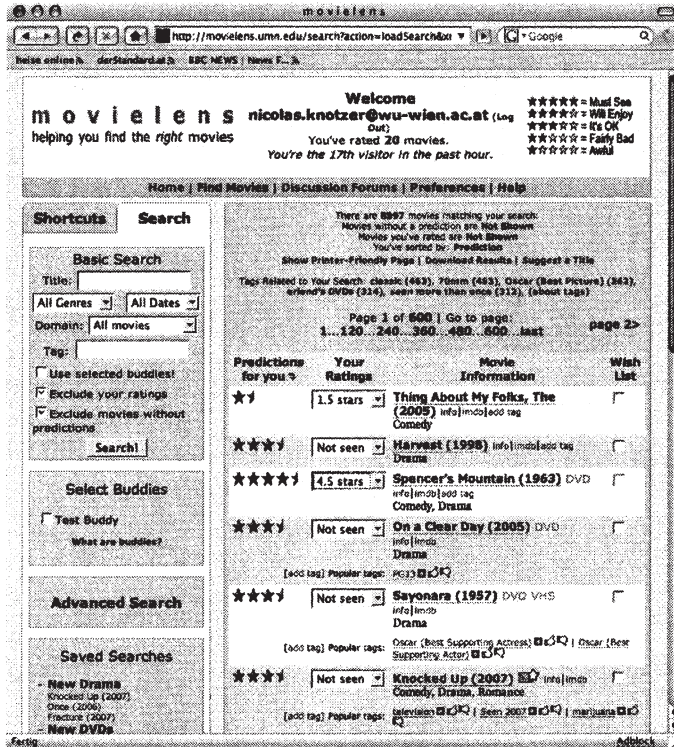 movielens
http://movielens.umn.edu/search?action=loadSearch&x
Google
heise online derStandard.at BBC NEWS | News F...
movielens
helping you find the right movies
Welcome
nicolas.knotzer@wu-wien.ac.at (Log Out)
You've rated 20 movies.
You're the 17th visitor in the past hour.
★★★★★ = Must See
★★★★☆ = Will Enjoy
★★★☆☆ = It's OK
★★☆☆☆ = Fairly Bad
★☆☆☆☆ = Awful
Home | Find Movies | Discussion Forums | Preferences | Help
Shortcuts Search
Basic Search
Title:
All Genres All Dates
Domain: All movies
Tag:
Use selected buddies!
Exclude your ratings
Exclude movies without
predictions
Search!
Select Buddies
Test Buddy
What are buddies?
Advanced Search
Saved Searches
- New Drama
Knocked Up (2007)
Once (2006)
Fracture (2007)
- New DVDs
There are 8997 movies matching your search:
Movies without a prediction are Not Shown
Movies you've rated are Not Shown
You've sorted by: Prediction
Show Printer-Friendly Page | Download Results | Suggest a Title
Tags Related to Your Search: classic (463), 70mm (453), Oscar (Best Picture) (363),
erlend's DVDs (314), seen more than once (312), (about tags)
Page 1 of 600 | Go to page:
1...120...240...360...480...600...last
page 2>
Predictions for you Your Ratings Movie Information Wish List
1.5 stars Thing About My Folks, The
(2005) info|imdb|add tag
Comedy
Not seen Harvest (1998) info|imdb|add tag
Drama
4.5 stars Spencer's Mountain (1963) DVD
info|imdb|add tag
Comedy, Drama
Not seen On a Clear Day (2005) DVD
info|imdb
Drama
[add tag] Popular tags: PG13
Not seen Sayonara (1957) DVD VHS
info|imdb
Drama
[add tag] Popular tags: Oscar (Best Supporting Actress) | Oscar (Best
Supporting Actor)
Not seen Knocked Up (2007) info|imdb
Comedy, Drama, Romance
[add tag] Popular tags: television | Seen 2007 | marijuana
Fertig Adblock